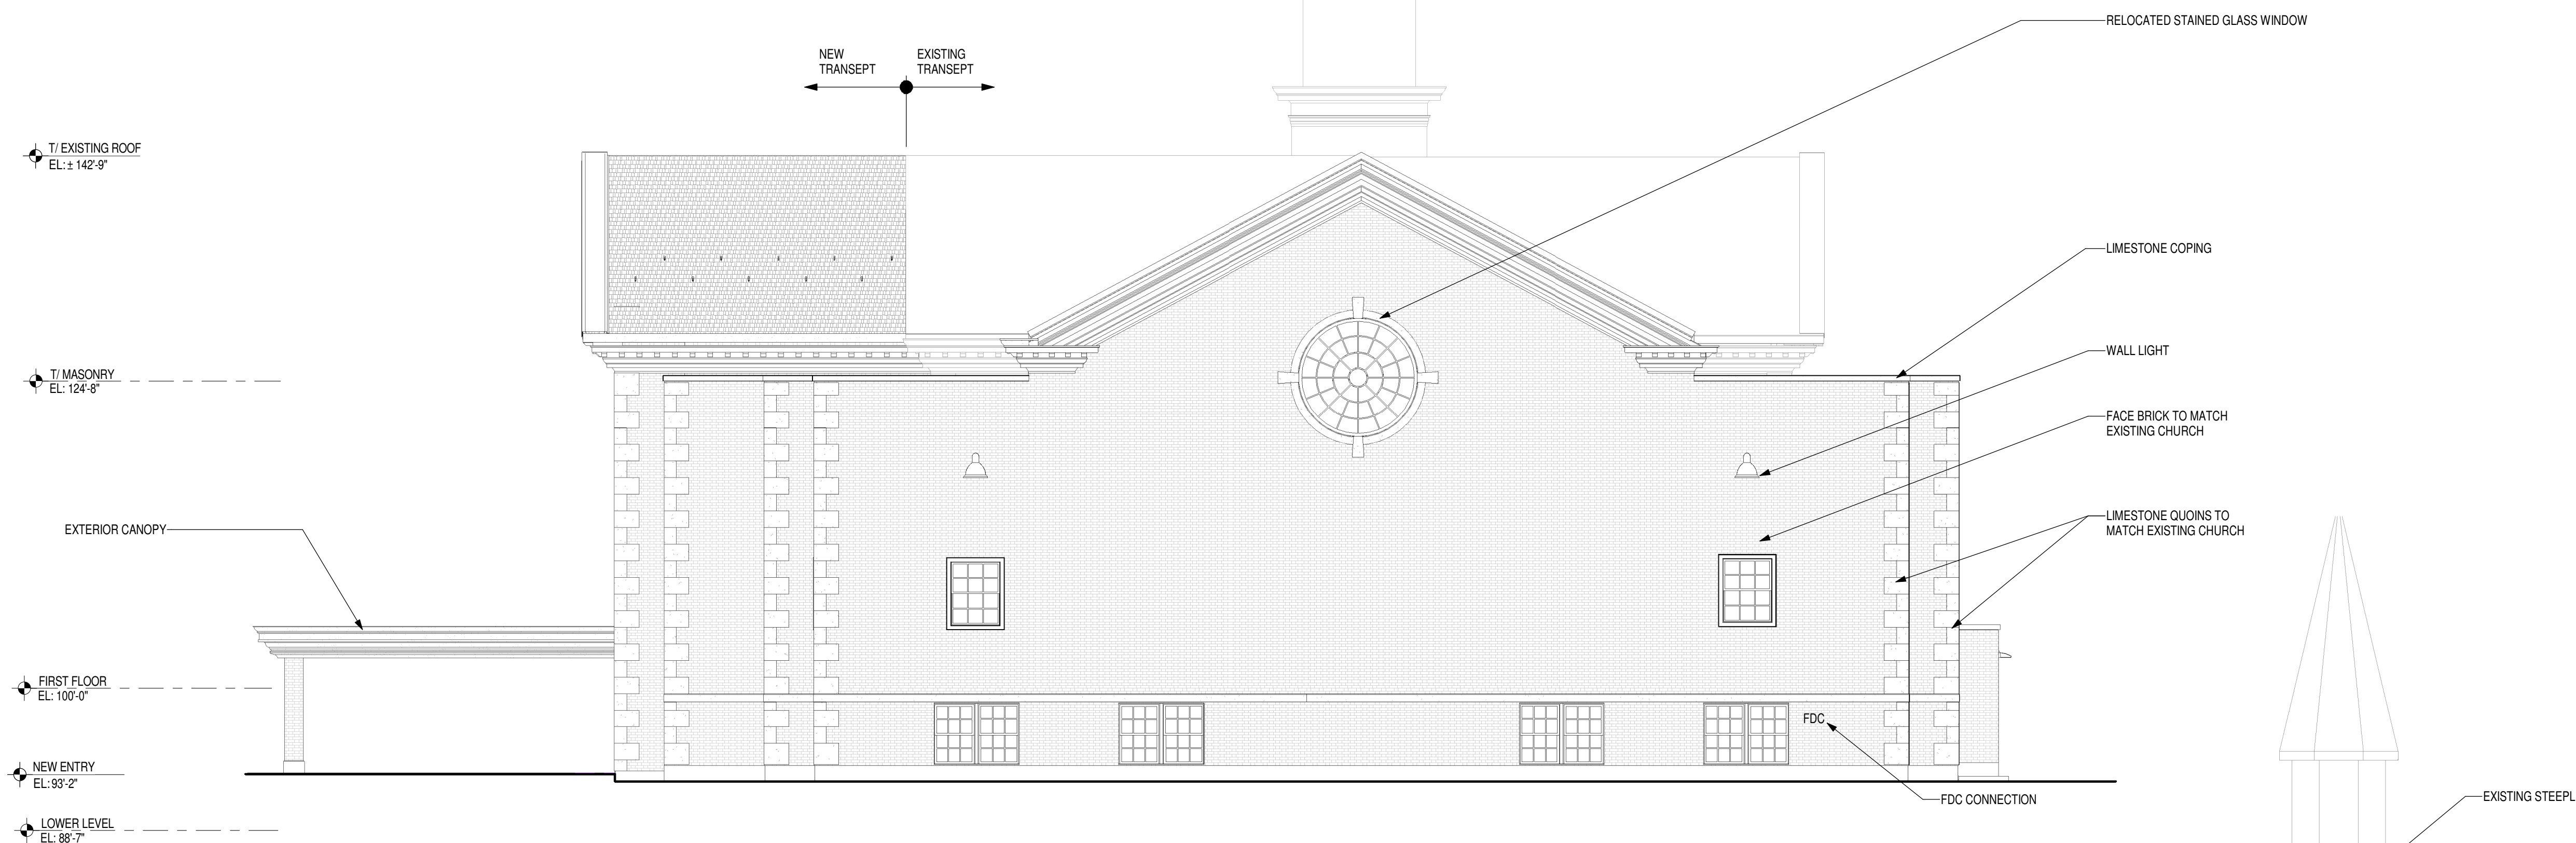 RELOCATED STAINED GLASS WINDOW
NEW
TRANSEPT
EXISTING
TRANSEPT
T/ EXISTING ROOF
EL: ± 142'-9"
LIMESTONE COPING
WALL LIGHT
T/ MASONRY
EL: 124'-8"
FACE BRICK TO MATCH
EXISTING CHURCH
LIMESTONE QUOINS TO
MATCH EXISTING CHURCH
EXTERIOR CANOPY
FIRST FLOOR
EL: 100'-0"
FDC
NEW ENTRY
EL: 93'-2"
FDC CONNECTION
EXISTING STEEPL
LOWER LEVEL
EL: 88'-7"